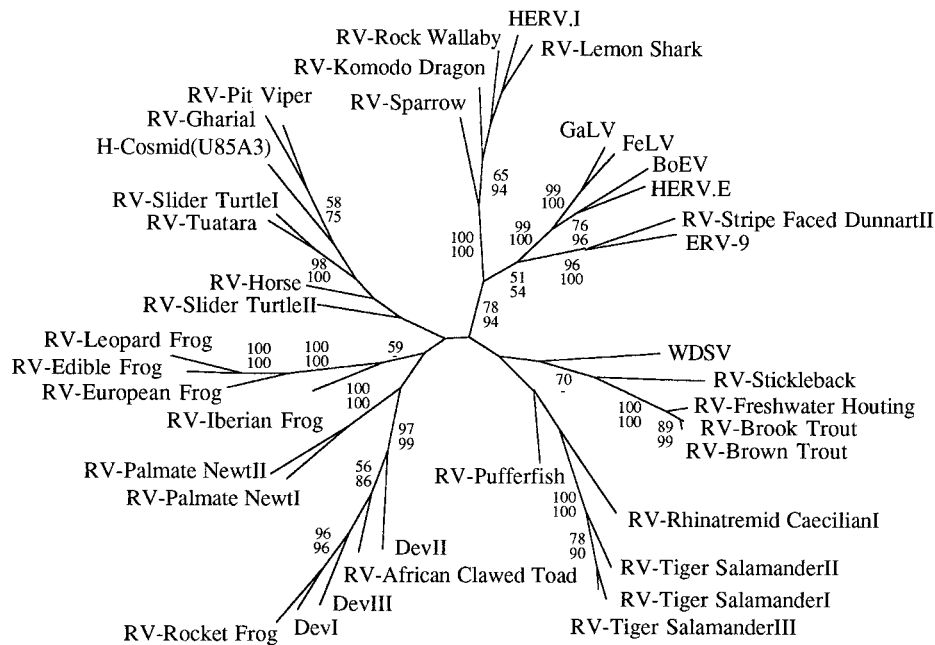 HERV.I
RV-Rock Wallaby
RV-Lemon Shark
RV-Komodo Dragon
RV-Sparrow
RV-Pit Viper
RV-Gharial
H-Cosmid(U85A3)
RV-Slider TurtleI
RV-Tuatara
RV-Horse
RV-Slider TurtleII
58
75
98
100
65
94
100
100
GaLV
FeLV
BoEV
HERV.E
RV-Stripe Faced DunnartII
ERV-9
99
100
99
100
76
96
96
100
51
54
78
94
RV-Leopard Frog
RV-Edible Frog
RV-European Frog
RV-Iberian Frog
100
100
100
100
59
-
100
100
RV-Palmate NewtII
RV-Palmate NewtI
97
99
56
86
96
96
DevII
RV-African Clawed Toad
DevIII
DevI
RV-Rocket Frog
WDSV
RV-Stickleback
RV-Freshwater Houting
RV-Brook Trout
RV-Brown Trout
70
-
100
100
89
99
RV-Pufferfish
RV-Rhinatremid CaecilianI
100
100
78
90
RV-Tiger SalamanderII
RV-Tiger SalamanderI
RV-Tiger SalamanderIII